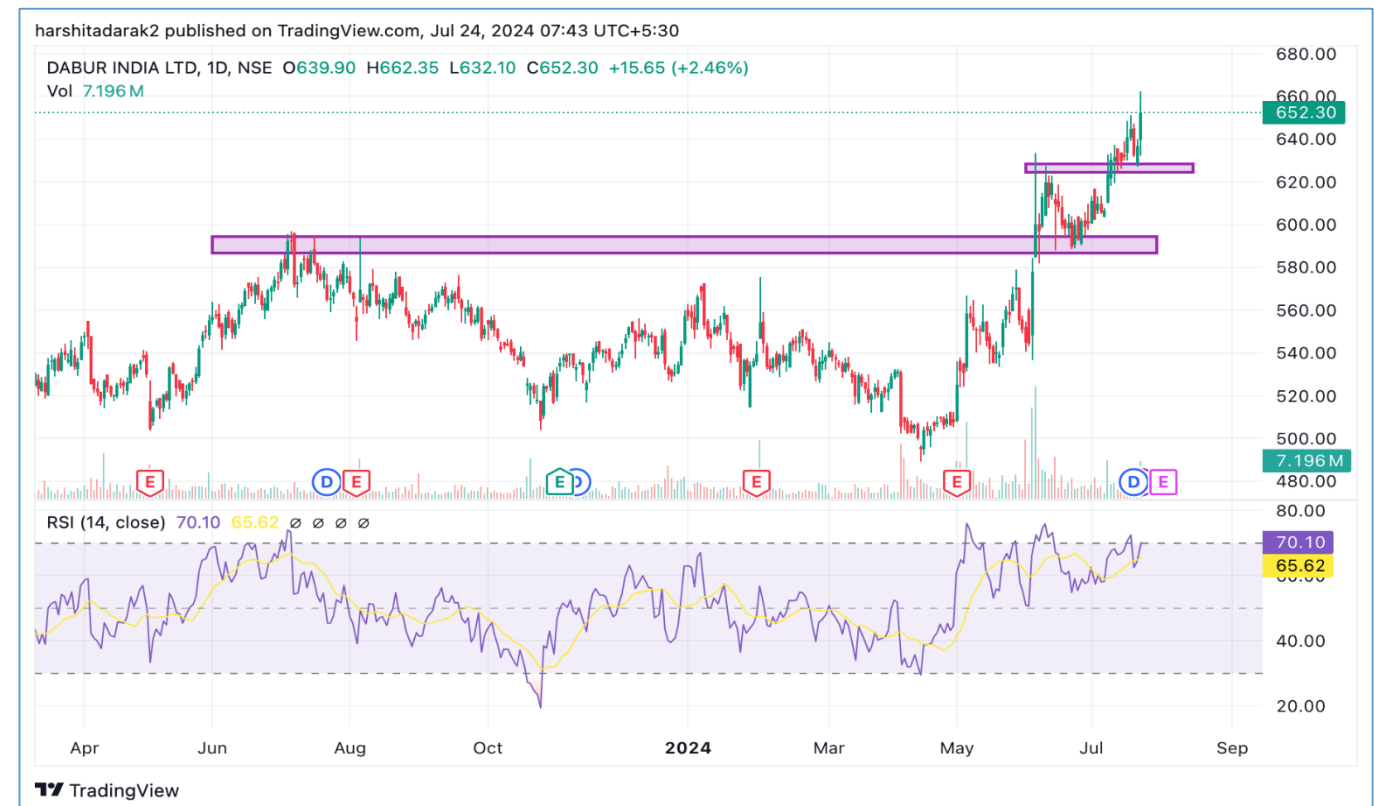 harshitadarak2 published on TradingView.com, Jul 24, 2024 07:43 UTC+5:30
DABUR INDIA LTD, 1D, NSE O639.90 H662.35 L632.10 C652.30 +15.65 (+2.46%)
Vol 7.196 M
680.00
660.00
652.30
640.00
620.00
600.00
580.00
560.00
540.00
520.00
500.00
7.196 M
480.00
E D E E D E E D E
RSI (14, close) 70.10 65.62 ∅ ∅ ∅ ∅
80.00
70.10
65.62
60.00
40.00
20.00
Apr Jun Aug Oct 2024 Mar May Jul Sep
TradingView